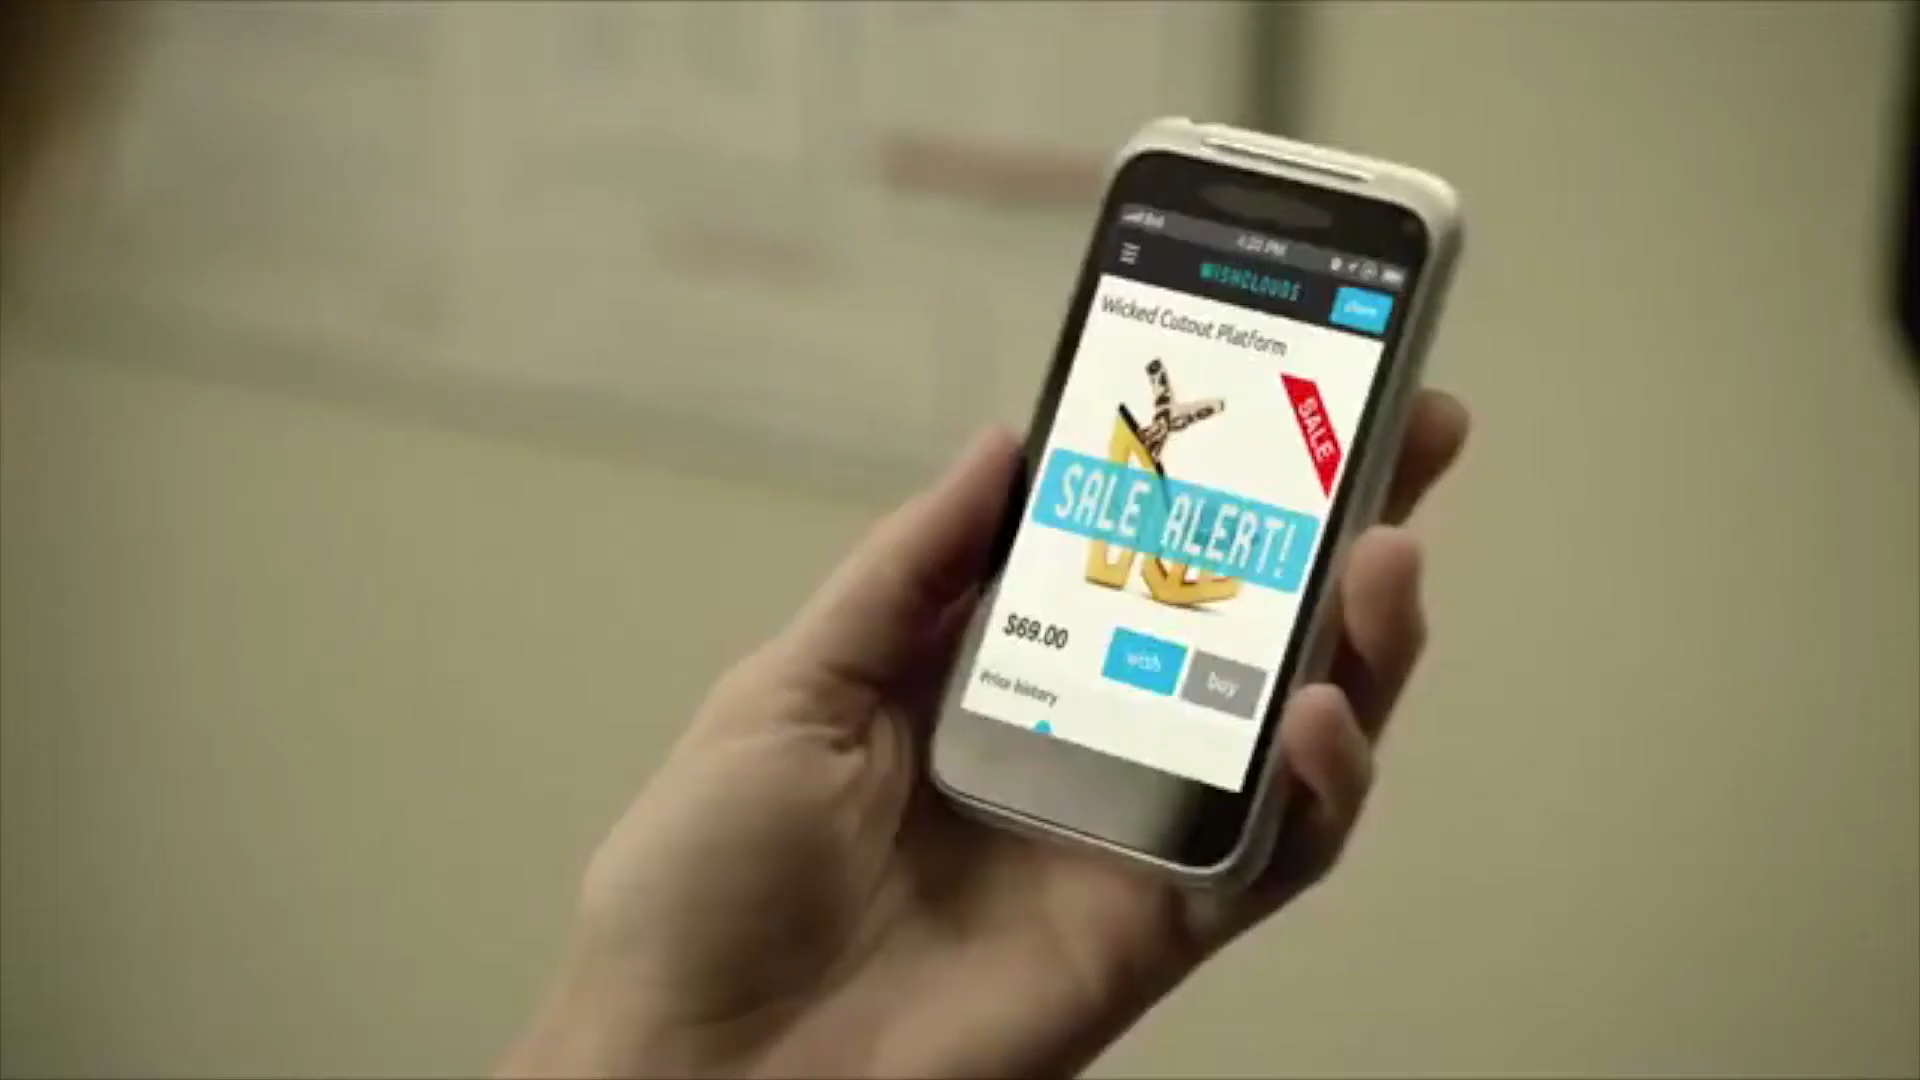 WISHCLOUDS
share
Wicked Cutout Platform
SALE
SALE ALERT!
$69.00
wish
buy
Price history